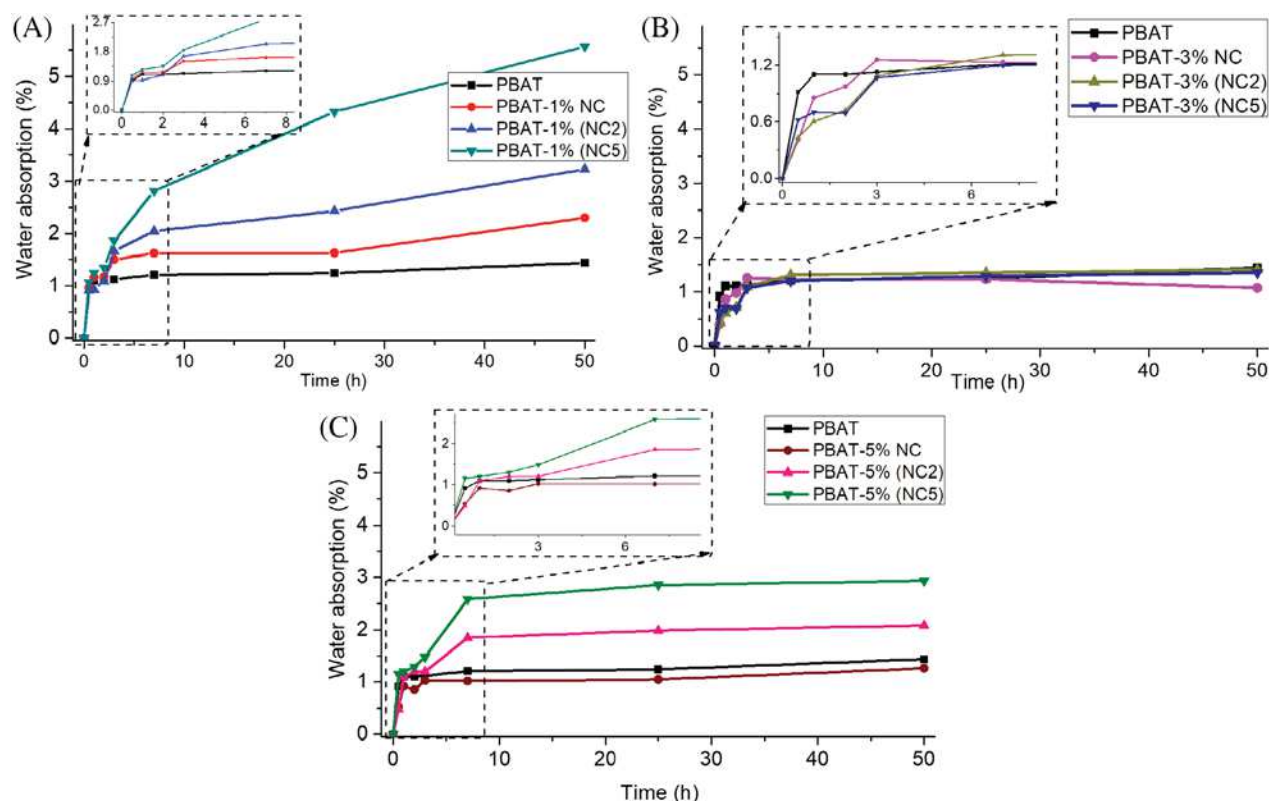 (A)
2.7
1.8
0.9
0.0
0 2 4 6 8
PBAT
PBAT-1% NC
PBAT-1% (NC2)
PBAT-1% (NC5)
Water absorption (%)
5
4
3
2
1
0
0 10 20 30 40 50
Time (h)
(B)
1.2
0.6
0.0
0 3 6
PBAT
PBAT-3% NC
PBAT-3% (NC2)
PBAT-3% (NC5)
Water absorption (%)
5
4
3
2
1
0
0 10 20 30 40 50
Time (h)
(C)
2
1
0
3 6
PBAT
PBAT-5% NC
PBAT-5% (NC2)
PBAT-5% (NC5)
Water absorption (%)
5
4
3
2
1
0
0 10 20 30 40 50
Time (h)